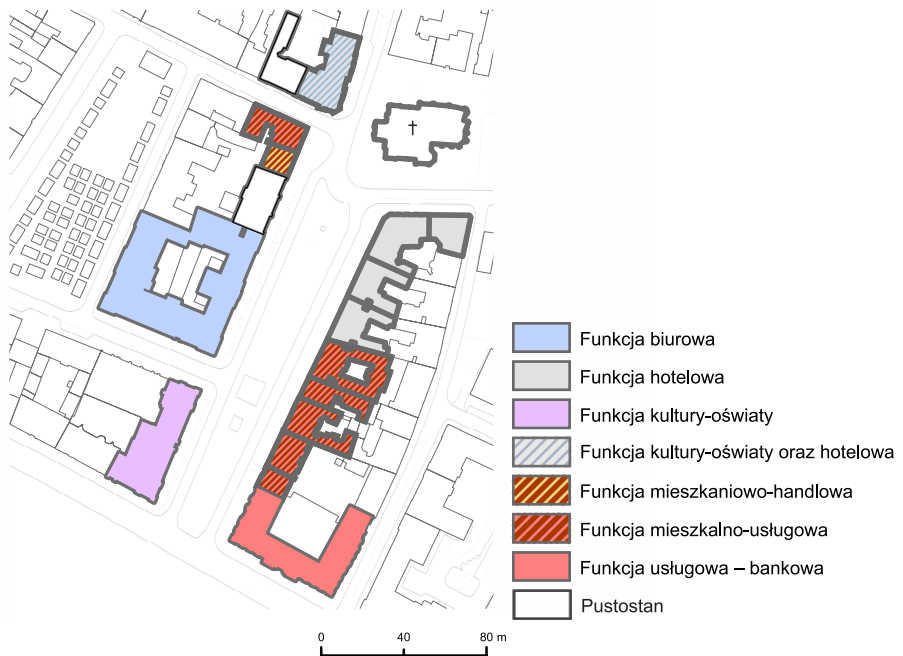 Funkcja biurowa
Funkcja hotelowa
Funkcja kultury-oświaty
Funkcja kultury-oświaty oraz hotelowa
Funkcja mieszkaniowo-handlowa
Funkcja mieszkalno-usługowa
Funkcja usługowa – bankowa
Pustostan
0 40 80 m